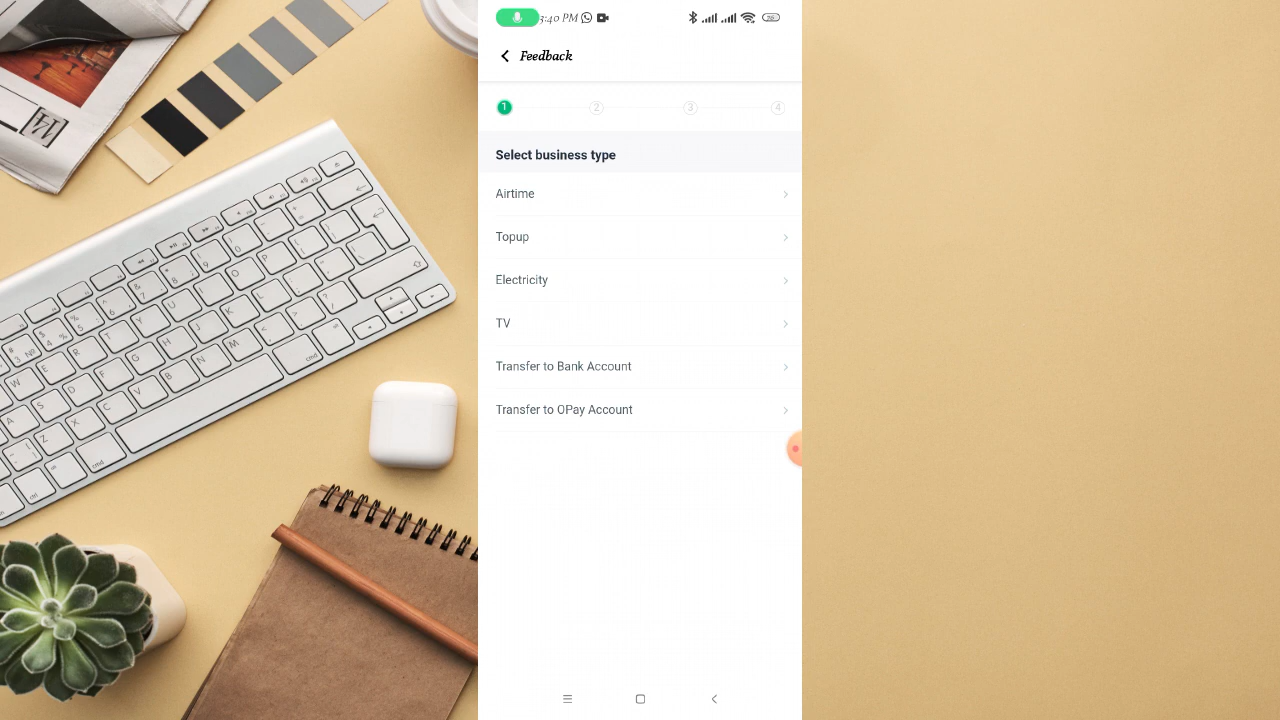 3:40 PM
Feedback
1 2 3 4
Select business type
Airtime
Topup
Electricity
TV
Transfer to Bank Account
Transfer to OPay Account